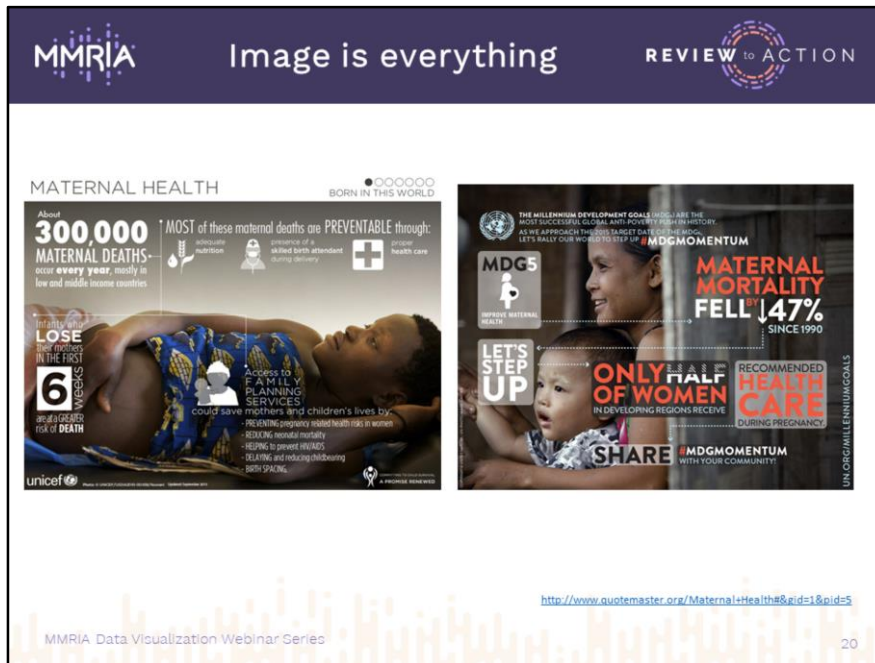 MMRIA
Image is everything
REVIEW to ACTION
MATERNAL HEALTH
BORN IN THIS WORLD
About
300,000
MATERNAL DEATHS
occur every year, mostly in
low and middle income countries
MOST of these maternal deaths are PREVENTABLE through:
adequate
nutrition
presence of a
skilled birth attendant
during delivery
proper
health care
Infants who
LOSE
their mothers
IN THE FIRST
6 weeks
are at a GREATER
risk of DEATH
Access to
FAMILY
PLANNING
SERVICES
could save mothers and children's lives by:
- PREVENTING pregnancy related health risks in women
- REDUCING neonatal mortality
- HELPING to prevent HIV/AIDS
- DELAYING and reducing childbearing
- BIRTH SPACING
unicef
A PROMISE RENEWED
THE MILLENNIUM DEVELOPMENT GOALS (MDGs) ARE THE
MOST SUCCESSFUL GLOBAL ANTI-POVERTY PUSH IN HISTORY.
AS WE APPROACH THE 2015 TARGET DATE OF THE MDGs,
LET'S RALLY OUR WORLD TO STEP UP #MDGMOMENTUM
MDG5
IMPROVE MATERNAL
HEALTH
MATERNAL
MORTALITY
FELL BY ↓47%
SINCE 1990
LET'S
STEP
UP
ONLY HALF
OF WOMEN
IN DEVELOPING REGIONS RECEIVE
RECOMMENDED
HEALTH
CARE
DURING PREGNANCY.
SHARE #MDGMOMENTUM
WITH YOUR COMMUNITY!
UN.ORG/MILLENNIUMGOALS
http://www.quotemaster.org/Maternal+Health#&gid=1&pid=5
MMRIA Data Visualization Webinar Series
20